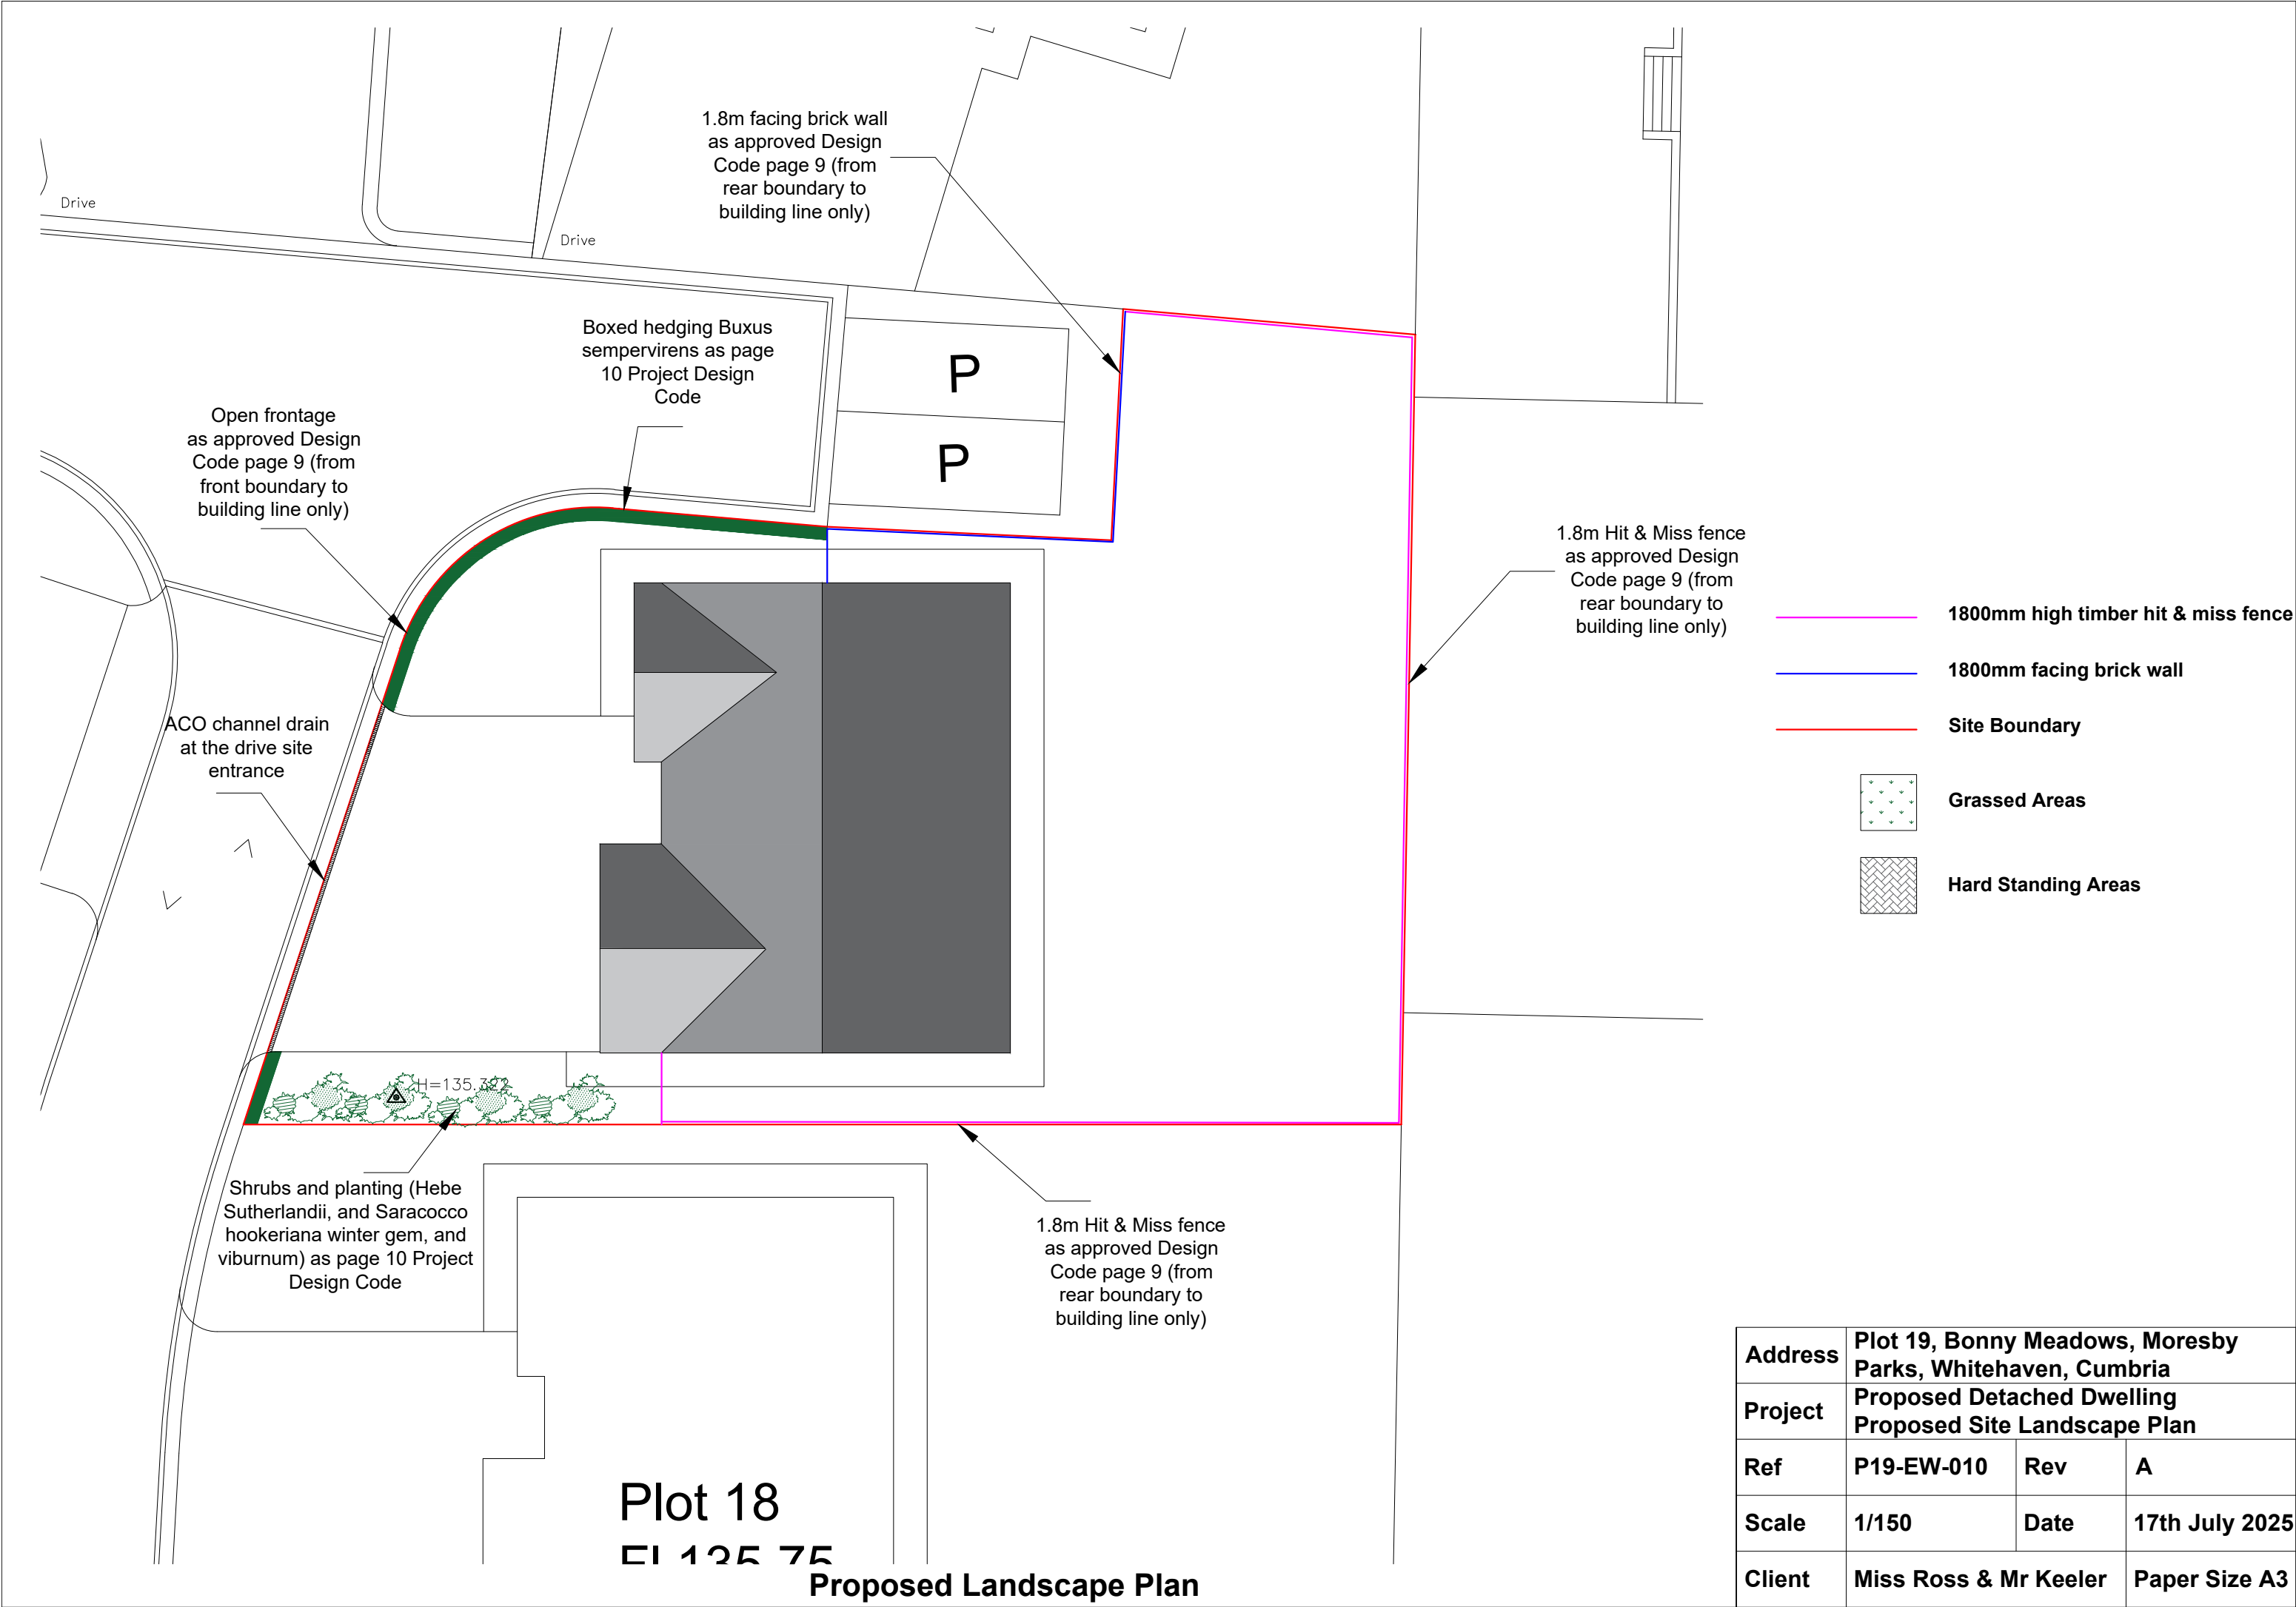 1.8m facing brick wall
as approved Design
Code page 9 (from
rear boundary to
building line only)
Drive
Drive
Boxed hedging Buxus
sempervirens as page
10 Project Design
Code
P
P
Open frontage
as approved Design
Code page 9 (from
front boundary to
building line only)
1.8m Hit & Miss fence
as approved Design
Code page 9 (from
rear boundary to
building line only)
1800mm high timber hit & miss fence
1800mm facing brick wall
Site Boundary
Grassed Areas
Hard Standing Areas
ACO channel drain
at the drive site
entrance
H=135.322
Shrubs and planting (Hebe
Sutherlandii, and Saracocco
hookeriana winter gem, and
viburnum) as page 10 Project
Design Code
1.8m Hit & Miss fence
as approved Design
Code page 9 (from
rear boundary to
building line only)
Plot 18
FL135.75
Proposed Landscape Plan
Address Plot 19, Bonny Meadows, Moresby
Parks, Whitehaven, Cumbria
Project Proposed Detached Dwelling
Proposed Site Landscape Plan
Ref P19-EW-010 Rev A
Scale 1/150 Date 17th July 2025
Client Miss Ross & Mr Keeler Paper Size A3